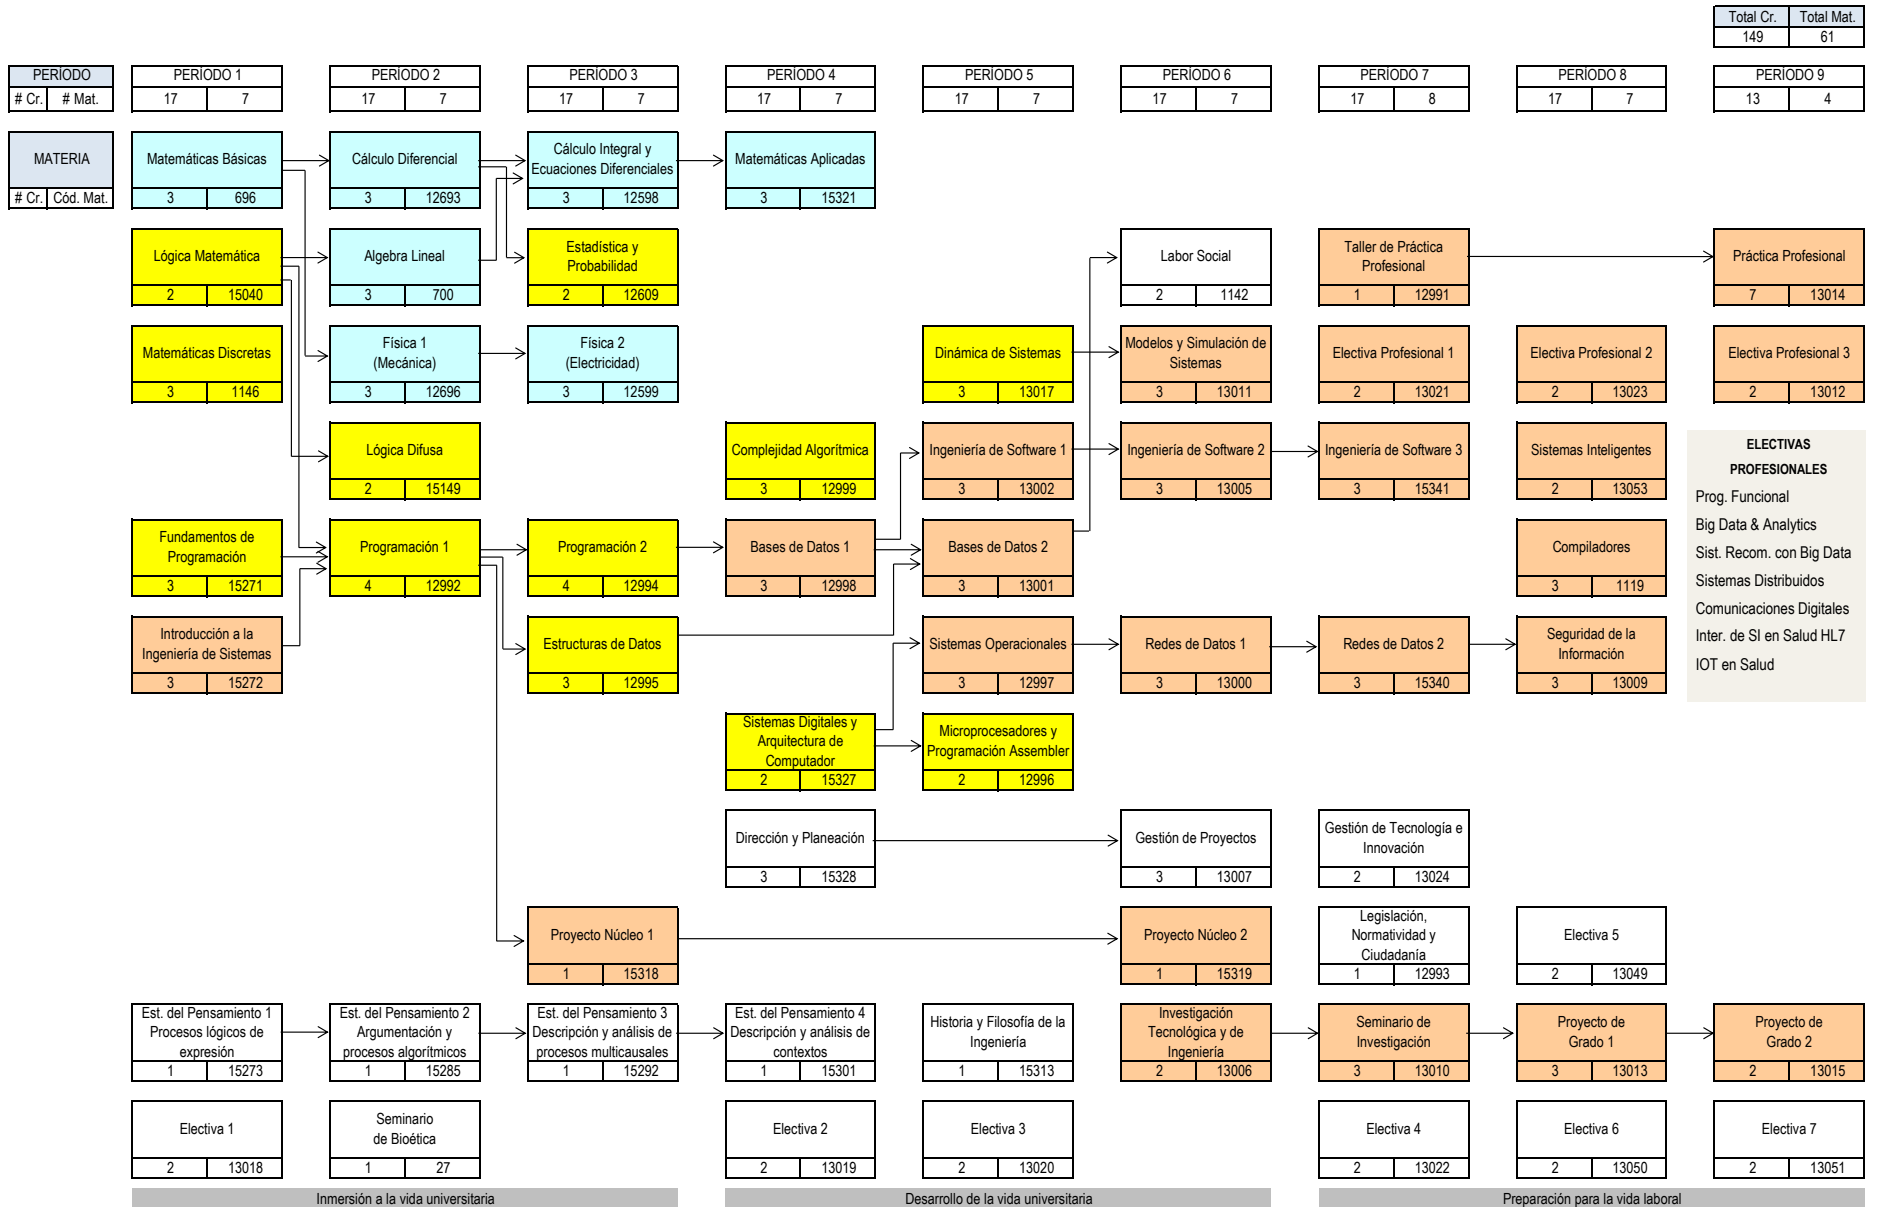 Total Cr. Total Mat.
149 61
PERÍODO PERÍODO 1 PERÍODO 2 PERÍODO 3 PERÍODO 4 PERÍODO 5 PERÍODO 6 PERÍODO 7 PERÍODO 8 PERÍODO 9
# Cr. # Mat. 17 7 17 7 17 7 17 7 17 7 17 7 17 8 17 7 13 4
MATERIA
# Cr. Cód. Mat.
Matemáticas Básicas
3 696
Cálculo Diferencial
3 12693
Cálculo Integral y
Ecuaciones Diferenciales
3 12598
Matemáticas Aplicadas
3 15321
Lógica Matemática
2 15040
Algebra Lineal
3 700
Estadística y
Probabilidad
2 12609
Labor Social
2 1142
Taller de Práctica
Profesional
1 12991
Práctica Profesional
7 13014
Matemáticas Discretas
3 1146
Física 1
(Mecánica)
3 12696
Física 2
(Electricidad)
3 12599
Dinámica de Sistemas
3 13017
Modelos y Simulación de
Sistemas
3 13011
Electiva Profesional 1
2 13021
Electiva Profesional 2
2 13023
Electiva Profesional 3
2 13012
Lógica Difusa
2 15149
Complejidad Algorítmica
3 12999
Ingeniería de Software 1
3 13002
Ingeniería de Software 2
3 13005
Ingeniería de Software 3
3 15341
Sistemas Inteligentes
2 13053
ELECTIVAS
PROFESIONALES
Prog. Funcional
Big Data & Analytics
Sist. Recom. con Big Data
Sistemas Distribuidos
Comunicaciones Digitales
Inter. de SI en Salud HL7
IOT en Salud
Fundamentos de
Programación
3 15271
Programación 1
4 12992
Programación 2
4 12994
Bases de Datos 1
3 12998
Bases de Datos 2
3 13001
Compiladores
3 1119
Introducción a la
Ingeniería de Sistemas
3 15272
Estructuras de Datos
3 12995
Sistemas Operacionales
3 12997
Redes de Datos 1
3 13000
Redes de Datos 2
3 15340
Seguridad de la
Información
3 13009
Sistemas Digitales y
Arquitectura de
Computador
2 15327
Microprocesadores y
Programación Assembler
2 12996
Dirección y Planeación
3 15328
Gestión de Proyectos
3 13007
Gestión de Tecnología e
Innovación
2 13024
Proyecto Núcleo 1
1 15318
Proyecto Núcleo 2
1 15319
Legislación,
Normatividad y
Ciudadanía
1 12993
Electiva 5
2 13049
Est. del Pensamiento 1
Procesos lógicos de
expresión
1 15273
Est. del Pensamiento 2
Argumentación y
procesos algorítmicos
1 15285
Est. del Pensamiento 3
Descripción y análisis de
procesos multicausales
1 15292
Est. del Pensamiento 4
Descripción y análisis de
contextos
1 15301
Historia y Filosofía de la
Ingeniería
1 15313
Investigación
Tecnológica y de
Ingeniería
2 13006
Seminario de
Investigación
3 13010
Proyecto de
Grado 1
3 13013
Proyecto de
Grado 2
2 13015
Electiva 1
2 13018
Seminario
de Bioética
1 27
Electiva 2
2 13019
Electiva 3
2 13020
Electiva 4
2 13022
Electiva 6
2 13050
Electiva 7
2 13051
Inmersión a la vida universitaria
Desarrollo de la vida universitaria
Preparación para la vida laboral